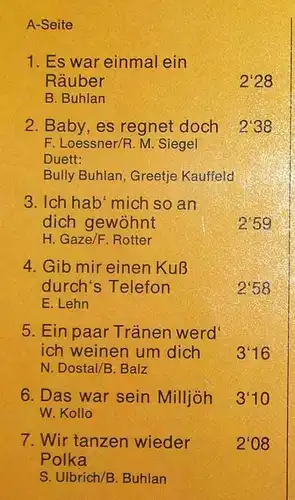 A-Seite
1. Es war einmal ein
Räuber 2'28
B. Buhlan
2. Baby, es regnet doch 2'38
F. Loessner/R. M. Siegel
Duett:
Bully Buhlan, Greetje Kauffeld
3. Ich hab' mich so an
dich gewöhnt 2'59
H. Gaze/F. Rotter
4. Gib mir einen Kuß
durch's Telefon 2'58
E. Lehn
5. Ein paar Tränen werd'
ich weinen um dich 3'16
N. Dostal/B. Balz
6. Das war sein Milljöh 3'10
W. Kollo
7. Wir tanzen wieder 2'08
Polka
S. Ulbrich/B. Buhlan